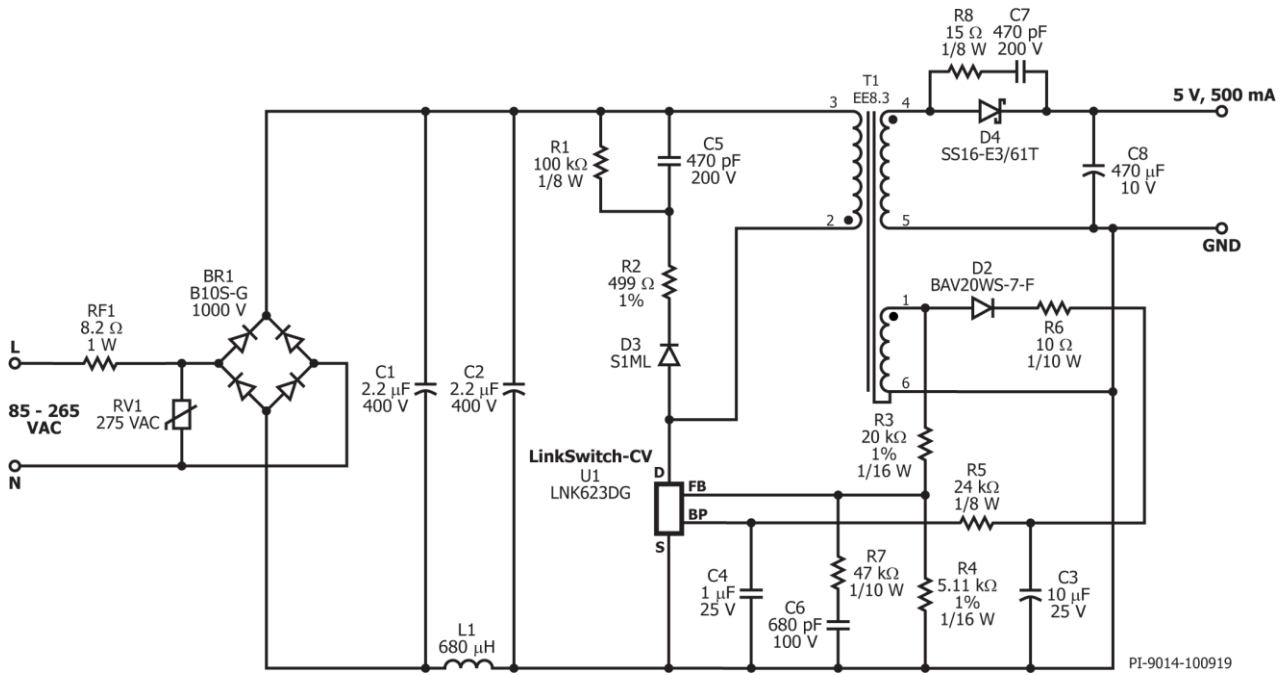 R8
15 Ω
1/8 W
C7
470 pF
200 V
T1
EE8.3
3
4
5 V, 500 mA
D4
SS16-E3/61T
R1
100 kΩ
1/8 W
C5
470 pF
200 V
C8
470 µF
10 V
2
5
GND
R2
499 Ω
1%
D2
BAV20WS-7-F
BR1
B10S-G
1000 V
1
RF1
8.2 Ω
1 W
R6
10 Ω
1/10 W
D3
S1ML
L
C1
2.2 µF
400 V
C2
2.2 µF
400 V
6
85 - 265
VAC
RV1
275 VAC
R3
20 kΩ
1%
1/16 W
N
LinkSwitch-CV
U1
LNK623DG
D
FB
BP
S
R5
24 kΩ
1/8 W
R7
47 kΩ
1/10 W
R4
5.11 kΩ
1%
1/16 W
C4
1 µF
25 V
C6
680 pF
100 V
C3
10 µF
25 V
L1
680 µH
PI-9014-100919